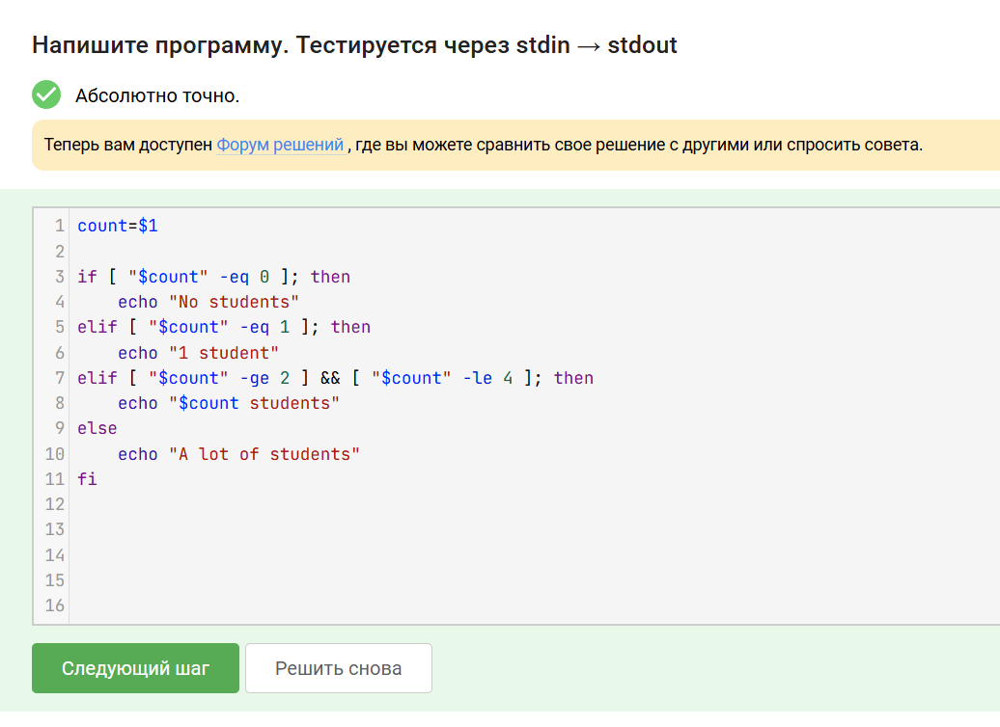 Напишите программу. Тестируется через stdin → stdout
Абсолютно точно.
Теперь вам доступен Форум решений, где вы можете сравнить свое решение с другими или спросить совета.
1 count=$1
2
3 if [ "$count" -eq 0 ]; then
4     echo "No students"
5 elif [ "$count" -eq 1 ]; then
6     echo "1 student"
7 elif [ "$count" -ge 2 ] && [ "$count" -le 4 ]; then
8     echo "$count students"
9 else
10     echo "A lot of students"
11 fi
12
13
14
15
16
Следующий шаг Решить снова